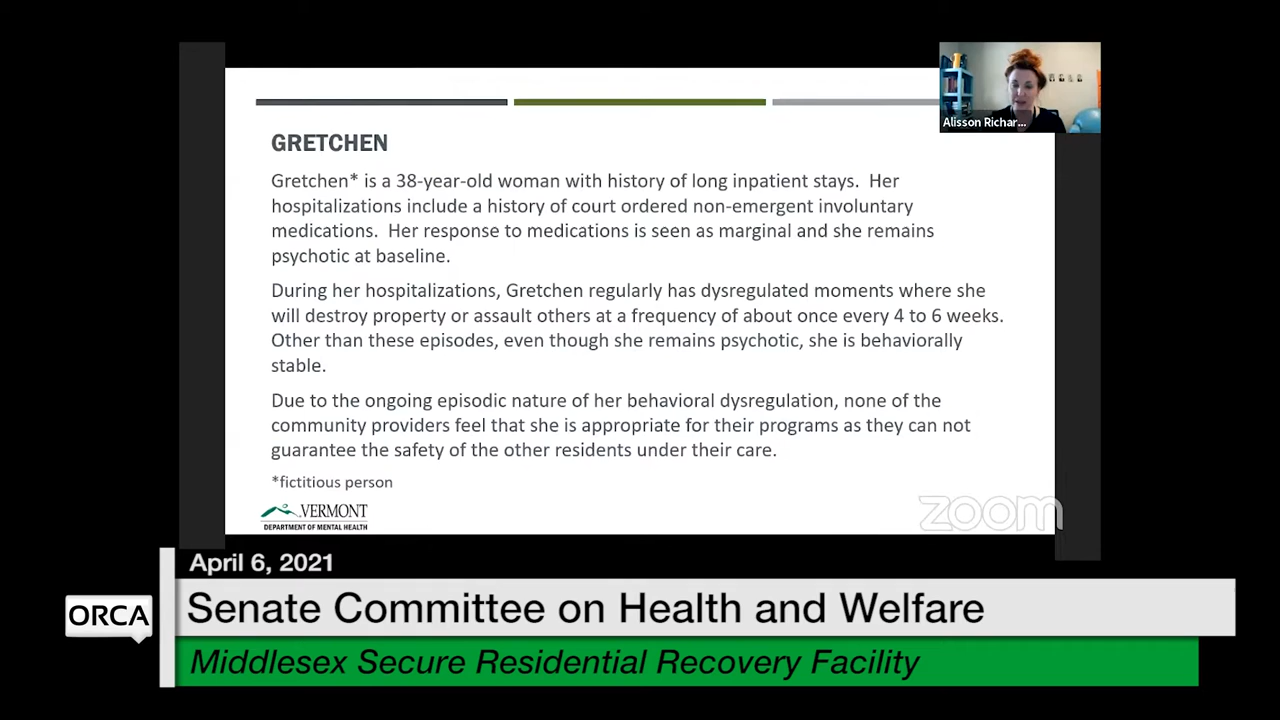 Alisson Richar...
GRETCHEN
Gretchen* is a 38-year-old woman with history of long inpatient stays. Her
hospitalizations include a history of court ordered non-emergent involuntary
medications. Her response to medications is seen as marginal and she remains
psychotic at baseline.
During her hospitalizations, Gretchen regularly has dysregulated moments where she
will destroy property or assault others at a frequency of about once every 4 to 6 weeks.
Other than these episodes, even though she remains psychotic, she is behaviorally
stable.
Due to the ongoing episodic nature of her behavioral dysregulation, none of the
community providers feel that she is appropriate for their programs as they can not
guarantee the safety of the other residents under their care.
*fictitious person
VERMONT
DEPARTMENT OF MENTAL HEALTH
zoom
April 6, 2021
ORCA
Senate Committee on Health and Welfare
Middlesex Secure Residential Recovery Facility